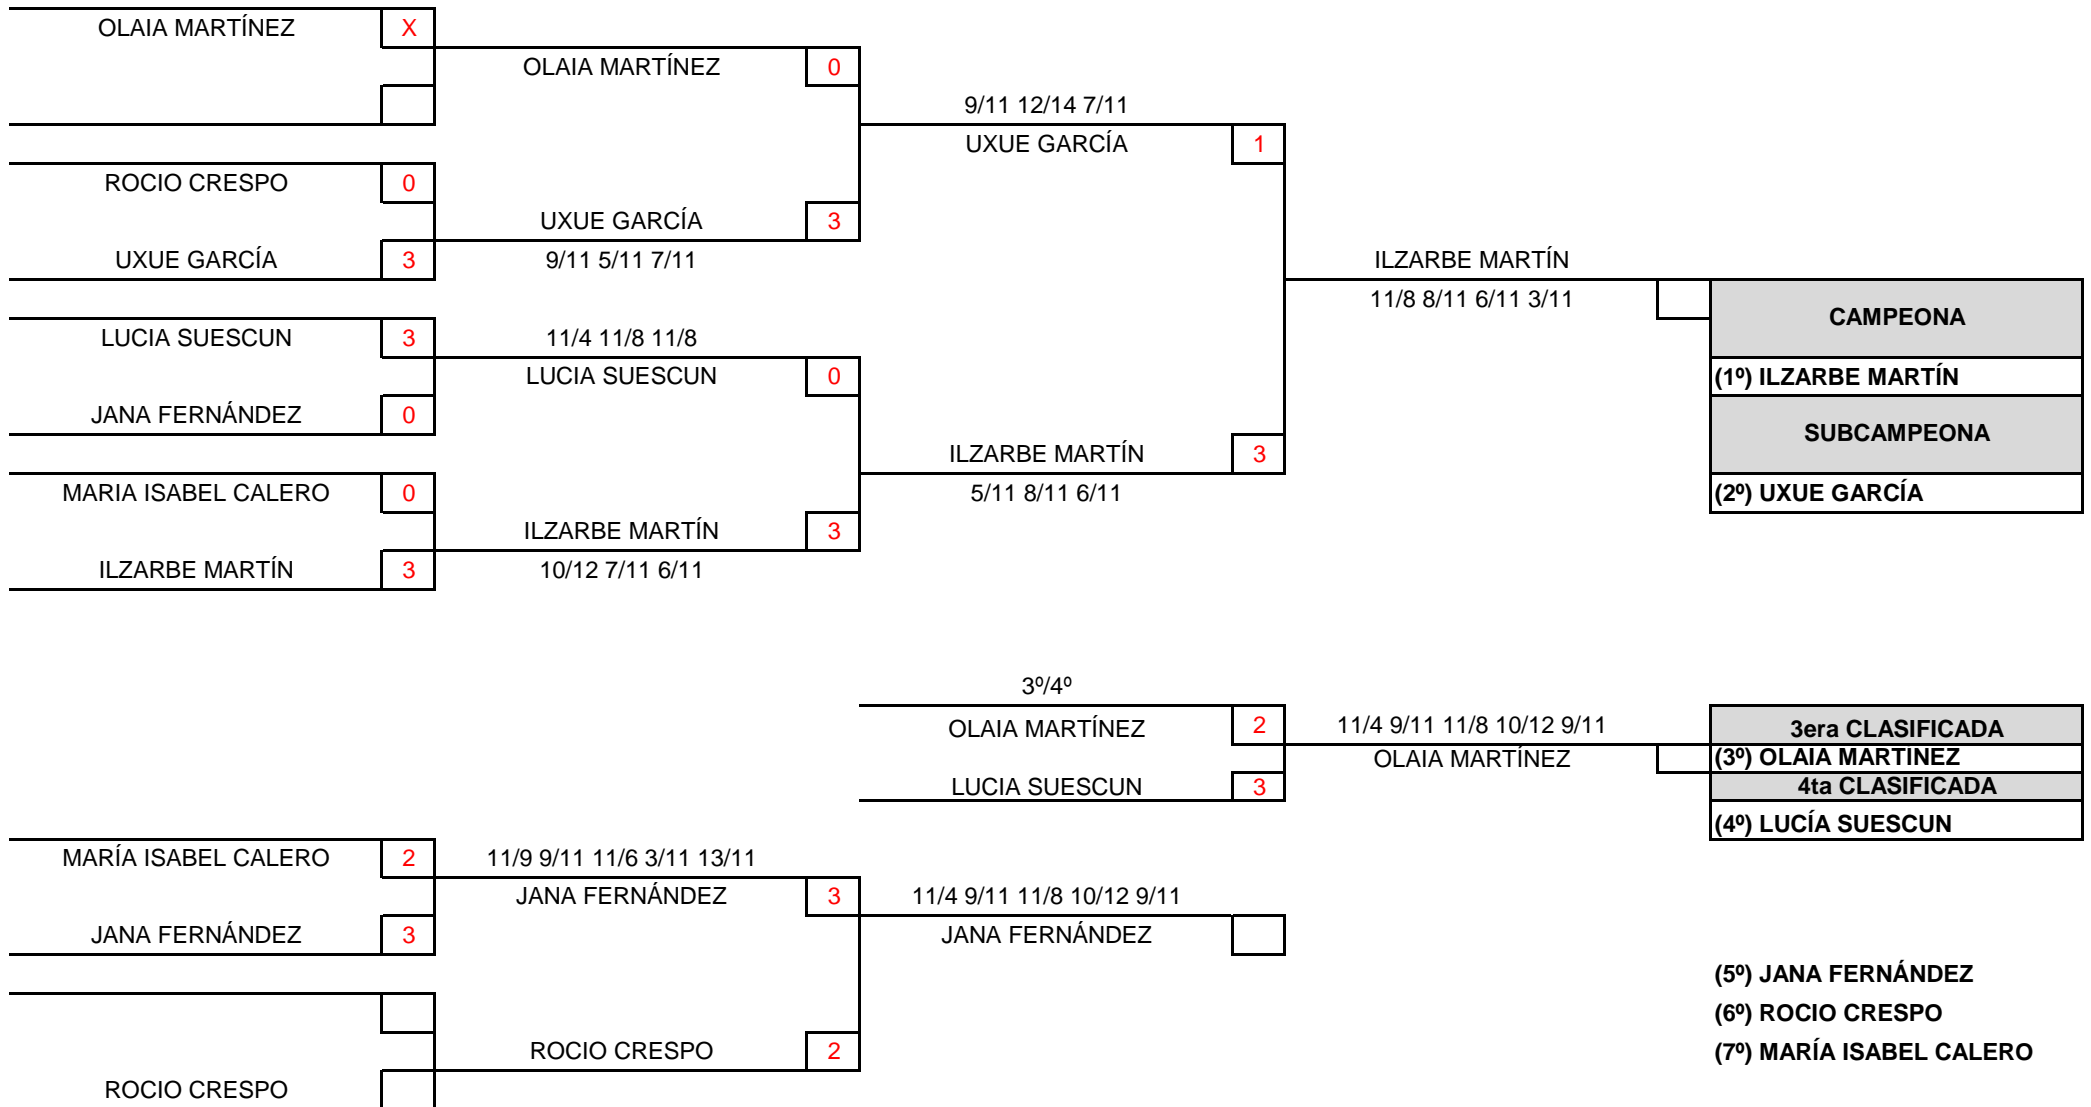 OLAIA MARTÍNEZ X
OLAIA MARTÍNEZ 0
9/11 12/14 7/11
UXUE GARCÍA 1
ROCIO CRESPO 0
UXUE GARCÍA 3
UXUE GARCÍA 3
9/11 5/11 7/11
ILZARBE MARTÍN
11/8 8/11 6/11 3/11
CAMPEONA
LUCIA SUESCUN 3
11/4 11/8 11/8
LUCIA SUESCUN 0
(1º) ILZARBE MARTÍN
JANA FERNÁNDEZ 0
SUBCAMPEONA
ILZARBE MARTÍN 3
5/11 8/11 6/11
MARIA ISABEL CALERO 0
(2º) UXUE GARCÍA
ILZARBE MARTÍN 3
ILZARBE MARTÍN 3
10/12 7/11 6/11
3º/4º
OLAIA MARTÍNEZ 2
11/4 9/11 11/8 10/12 9/11
3era CLASIFICADA
OLAIA MARTÍNEZ
(3º) OLAIA MARTINEZ
LUCIA SUESCUN 3
4ta CLASIFICADA
(4º) LUCÍA SUESCUN
MARÍA ISABEL CALERO 2
11/9 9/11 11/6 3/11 13/11
JANA FERNÁNDEZ 3
11/4 9/11 11/8 10/12 9/11
JANA FERNÁNDEZ 3
JANA FERNÁNDEZ
(5º) JANA FERNÁNDEZ
(6º) ROCIO CRESPO
ROCIO CRESPO 2
(7º) MARÍA ISABEL CALERO
ROCIO CRESPO